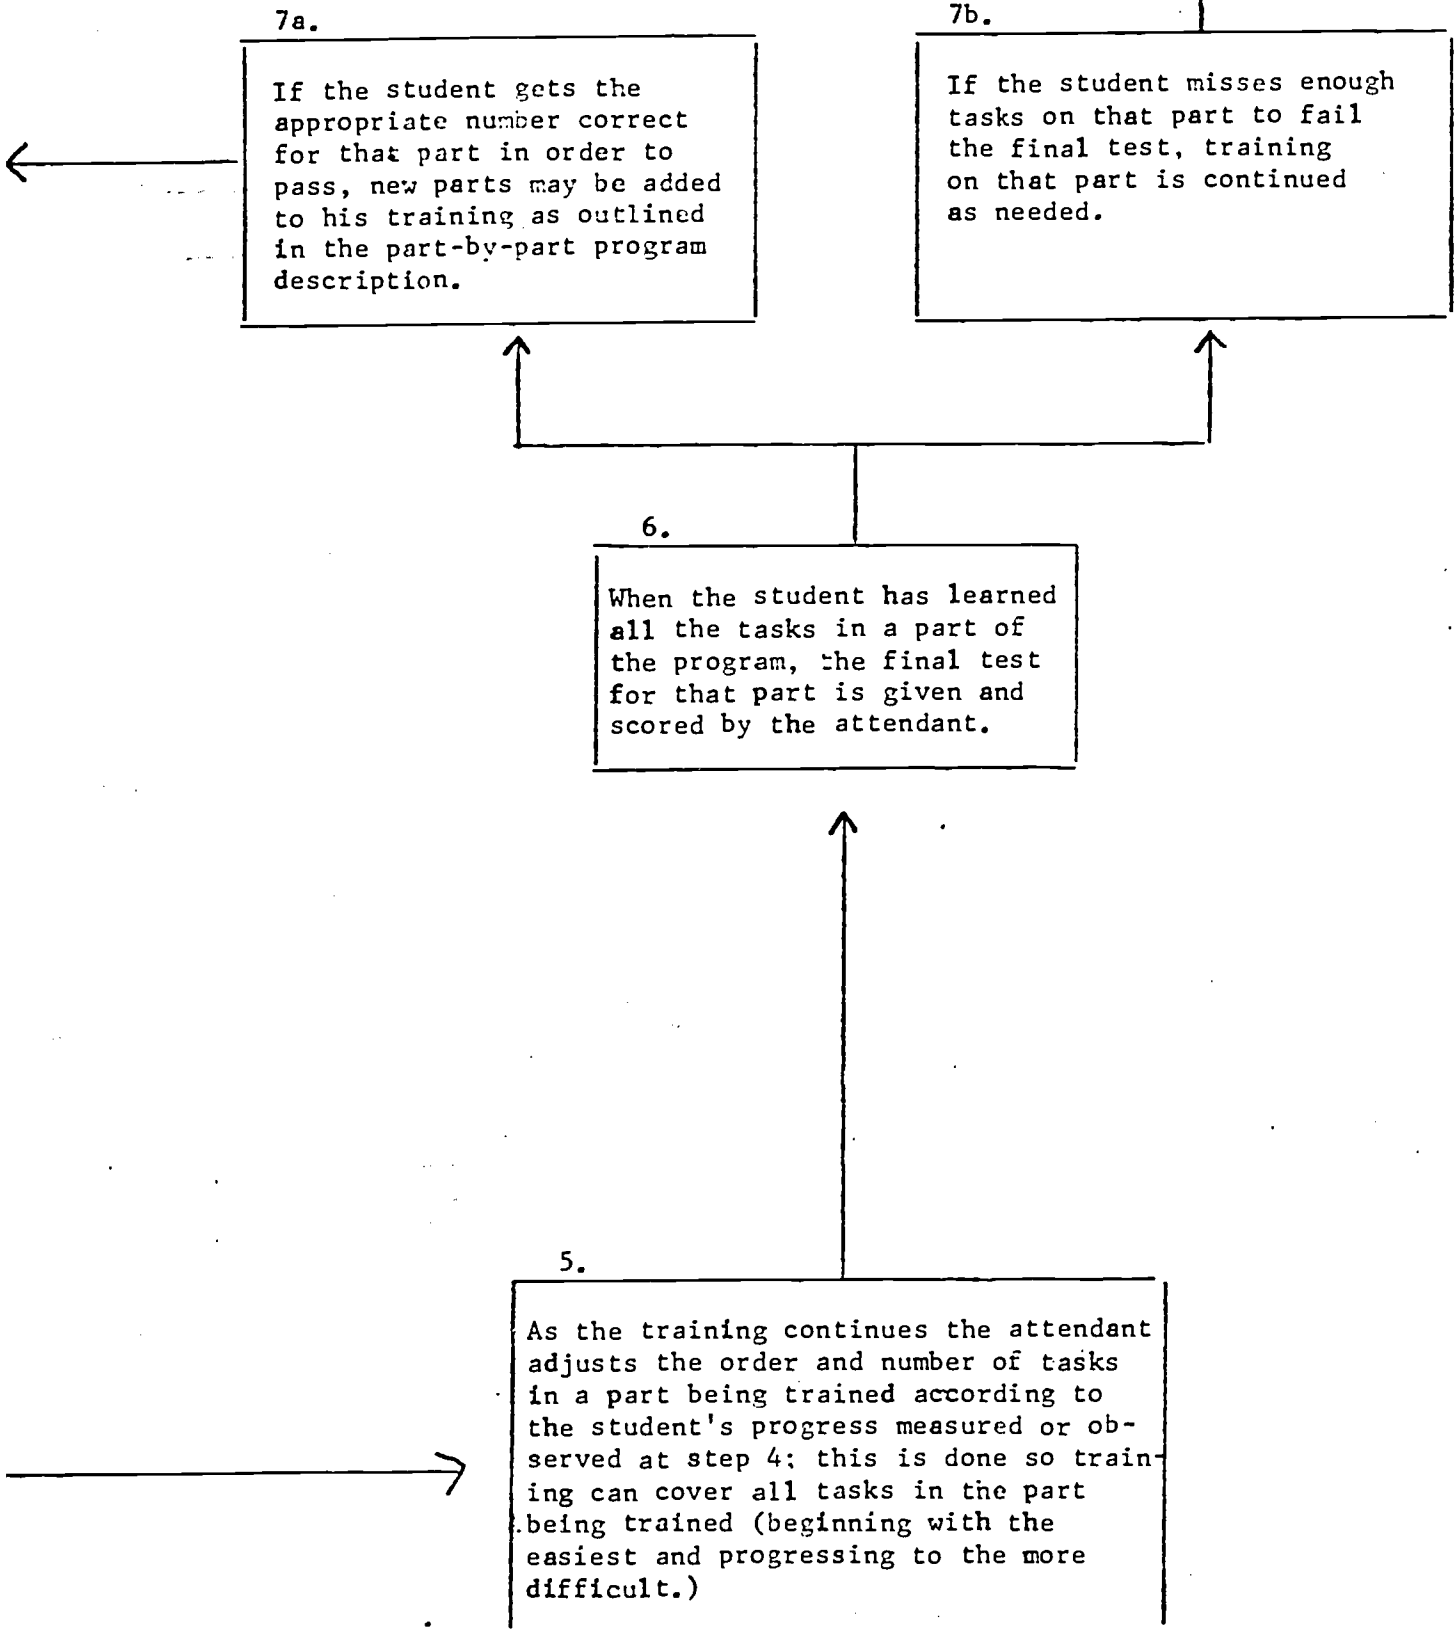 7a.
If the student gets the
appropriate number correct
for that part in order to
pass, new parts may be added
to his training as outlined
in the part-by-part program
description.
7b.
If the student misses enough
tasks on that part to fail
the final test, training
on that part is continued
as needed.
6.
When the student has learned
all the tasks in a part of
the program, the final test
for that part is given and
scored by the attendant.
5.
As the training continues the attendant
adjusts the order and number of tasks
in a part being trained according to
the student's progress measured or ob-
served at step 4; this is done so train-
ing can cover all tasks in the part
being trained (beginning with the
easiest and progressing to the more
difficult.)